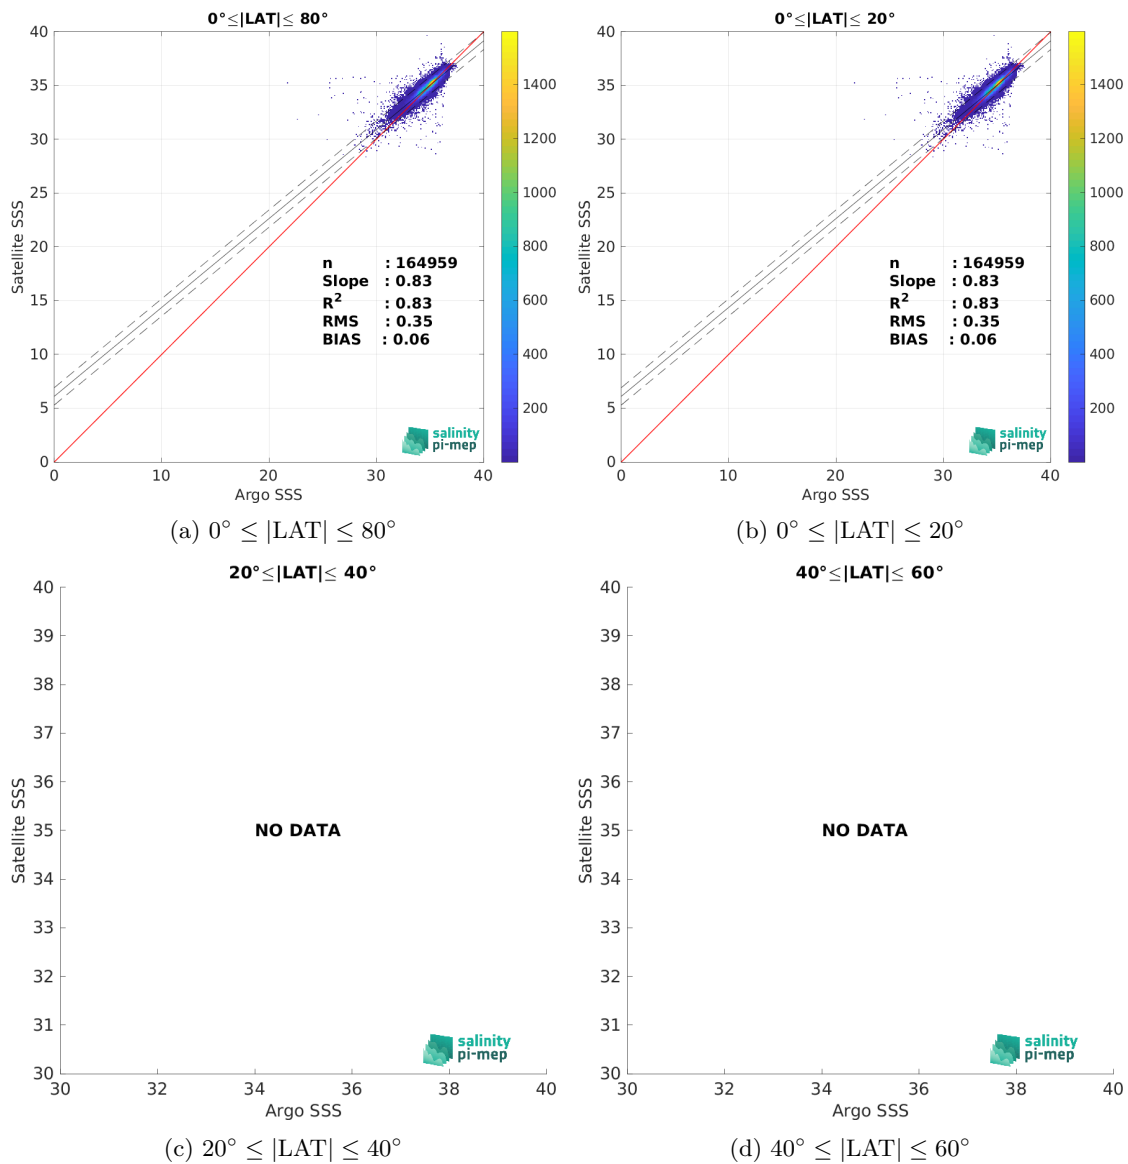 0°≤|LAT|≤ 80°
40
35
30
25
20
15
10
5
0
Satellite SSS
n : 164959
Slope : 0.83
R² : 0.83
RMS : 0.35
BIAS : 0.06
salinity
pi-mep
0 10 20 30 40
Argo SSS
1400
1200
1000
800
600
400
200
(a) 0° ≤ |LAT| ≤ 80°
0°≤|LAT|≤ 20°
40
35
30
25
20
15
10
5
0
Satellite SSS
n : 164959
Slope : 0.83
R² : 0.83
RMS : 0.35
BIAS : 0.06
salinity
pi-mep
0 10 20 30 40
Argo SSS
1400
1200
1000
800
600
400
200
(b) 0° ≤ |LAT| ≤ 20°
20°≤|LAT|≤ 40°
40
39
38
37
36
35
34
33
32
31
30
Satellite SSS
NO DATA
salinity
pi-mep
30 32 34 36 38 40
Argo SSS
(c) 20° ≤ |LAT| ≤ 40°
40°≤|LAT|≤ 60°
40
39
38
37
36
35
34
33
32
31
30
Satellite SSS
NO DATA
salinity
pi-mep
30 32 34 36 38 40
Argo SSS
(d) 40° ≤ |LAT| ≤ 60°